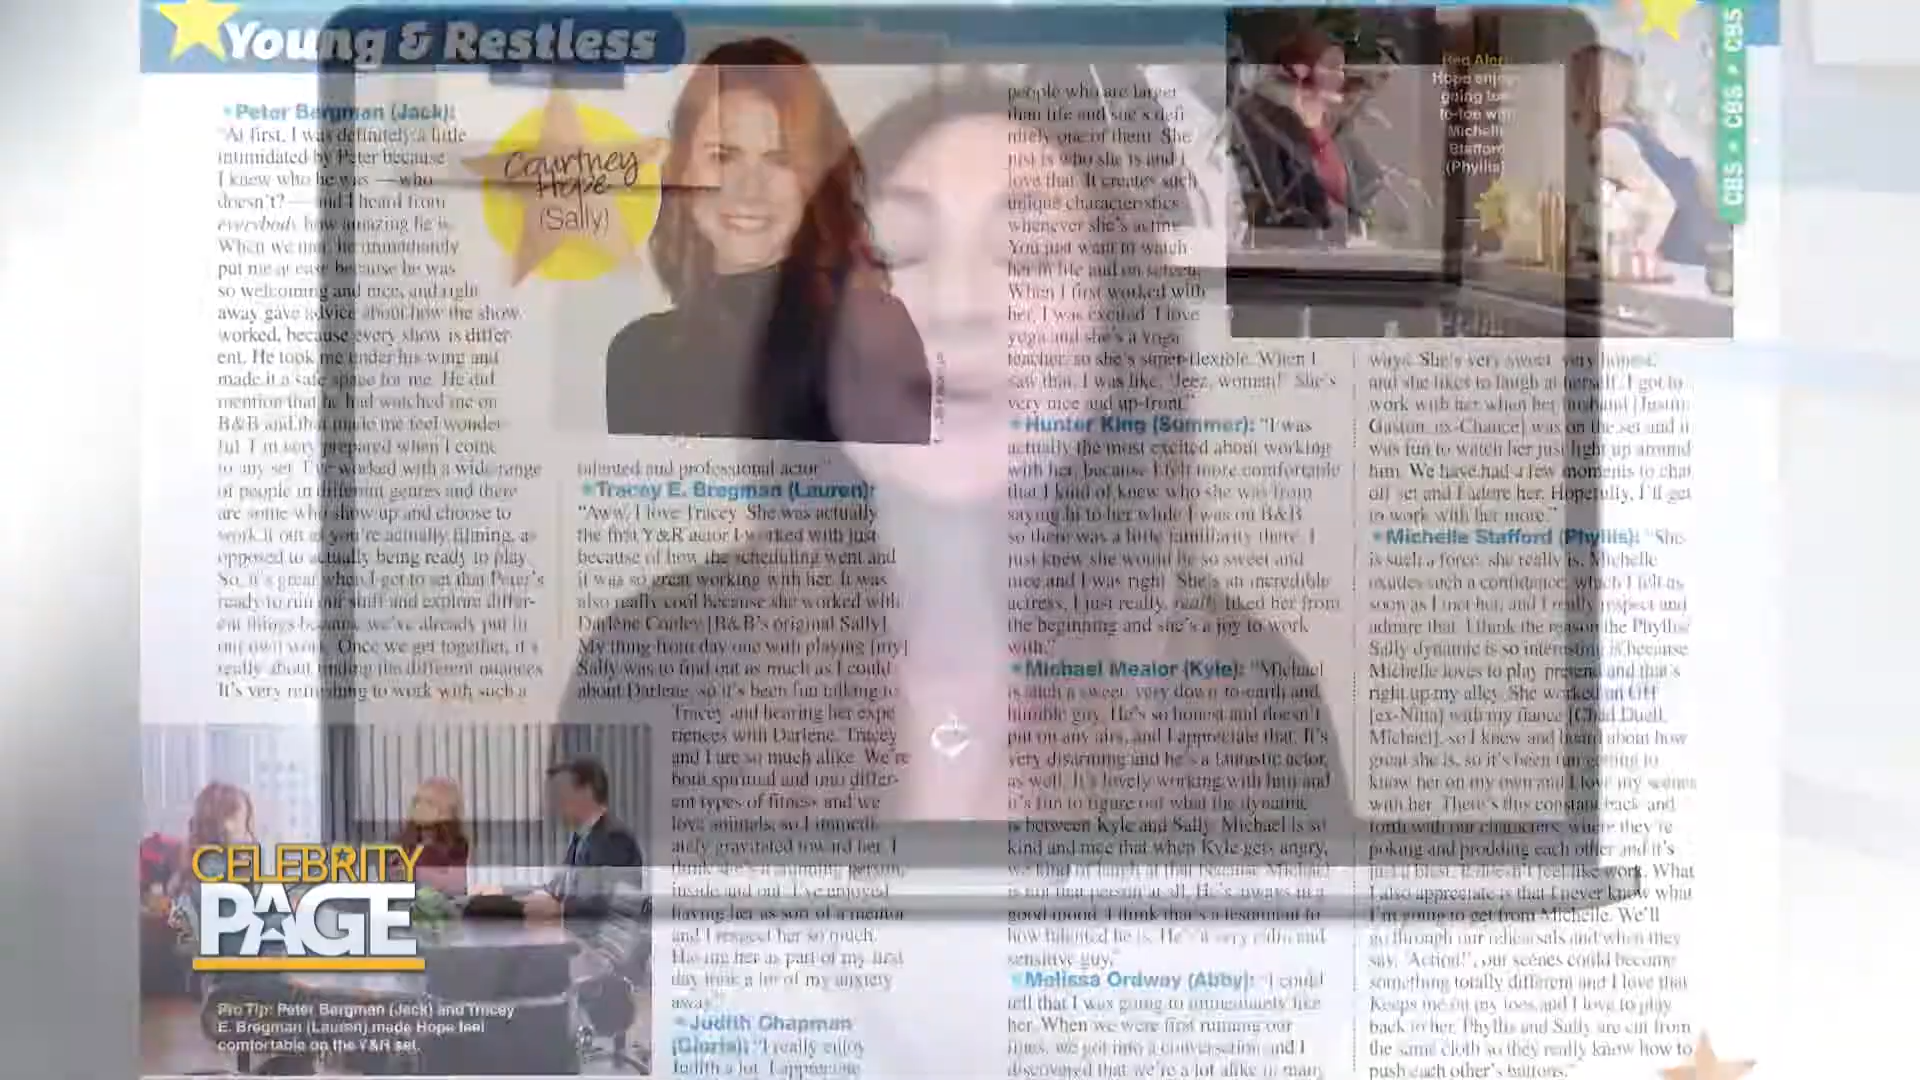 Young & Restless
Peter Bergman (Jack):
"At first, I was definitely a little
intimidated by Peter because
I knew who he was — who
doesn't? — and I heard from
everybody how amazing he is.
When we met, he immediately
put me at ease because he was
so welcoming and nice, and right
away gave advice about how the show
worked, because every show is differ-
ent. He took me under his wing and
made it a safe space for me. He did
mention that he had watched me on
B&B and that made me feel wonder-
ful. I'm very prepared when I come
to any set. I've worked with a wide range
of people in different genres and there
are some who show up and choose to
work it out as you're actually filming, as
opposed to actually being ready to play.
So, it's great when I get to set that Peter's
ready to run our stuff and explore differ-
ent things because we've already put in
our own work. Once we get together, it's
really about finding the different nuances
It's very refreshing to work with such a
Courtney
Hope
(Sally)
talented and professional actor."
Tracey E. Bregman (Lauren):
"Aww, I love Tracey. She was actually
the first Y&R actor I worked with just
because of how the scheduling went and
it was so great working with her. It was
also really cool because she worked with
Darlene Conley [B&B's original Sally]
My thing from day one with playing [my]
Sally was to find out as much as I could
about Darlene, so it's been fun talking to
Tracey and hearing her expe
riences with Darlene. Tracey
and I are so much alike. We're
both spiritual and into differ-
ent types of fitness and we
love animals, so I immedi-
ately gravitated toward her. I
think she's a stunning person,
inside and out. I've enjoyed
having her as sort of a mentor
and I respect her so much.
Having her as part of my first
day took a lot of my anxiety
away."
Judith Chapman
(Gloria): "I really enjoy
Judith a lot. I appreciate
people who are larger
than life and she's defi
nitely one of them. She
just is who she is and I
love that. It creates such
unique characteristics
whenever she's acting.
You just want to watch
her in life and on screen.
When I first worked with
her, I was excited. I love
yoga and she's a yoga
teacher, so she's super-flexible. When I
saw that, I was like, 'Jeez, woman!' She's
very nice and up-front."
Hunter King (Summer): "I was
actually the most excited about working
with her, because I felt more comfortable
that I kind of knew who she was from
saying hi to her while I was on B&B
so there was a little familiarity there. I
just knew she would be so sweet and
nice and I was right. She's an incredible
actress. I just really, really liked her from
the beginning and she's a joy to work
with."
Michael Mealor (Kyle): "Michael
is such a sweet, very down-to-earth and
humble guy. He's so honest and doesn't
put on any airs, and I appreciate that. It's
very disarming and he's a fantastic actor,
as well. It's lovely working with him and
it's fun to figure out what the dynamic
is between Kyle and Sally. Michael is so
kind and nice that when Kyle gets angry,
we kind of laugh at that because Michael
is not that person at all. He's always in a
good mood. I think that's a testament to
how talented he is. He's a very calm and
sensitive guy."
Melissa Ordway (Abby): "I could
tell that I was going to immediately like
her. When we were first running our
lines, we got into a conversation and I
discovered that we're a lot alike in many
Red Alert:
Hope enjoys
going toe-
to-toe with
Michelle
Stafford
(Phyllis)
CBS • CBS • CBS
ways. She's very sweet, very honest,
and she likes to laugh at herself. I got to
work with her when her husband [Justin
Gaston, ex-Chance] was on the set and it
was fun to watch her just light up around
him. We have had a few moments to chat
off set and I adore her. Hopefully, I'll get
to work with her more."
Michelle Stafford (Phyllis): "She
is such a force, she really is. Michelle
exudes such a confidence, which I felt as
soon as I met her, and I really respect and
admire that. I think the reason the Phyllis/
Sally dynamic is so interesting is because
Michelle loves to play pretend and that's
right up my alley. She worked on GH
[ex-Nina] with my fiance [Chad Duell,
Michael], so I knew and heard about how
great she is, so it's been fun getting to
know her on my own and I love my scenes
with her. There's this constant back and
forth with our characters, where they're
poking and prodding each other and it's
just a blast. It doesn't feel like work. What
I also appreciate is that I never know what
I'm going to get from Michelle. We'll
go through our rehearsals and when they
say, 'Action!', our scenes could become
something totally different and I love that
Keeps me on my toes and I love to play
back to her. Phyllis and Sally are cut from
the same cloth so they really know how to
push each other's buttons."
CELEBRITY
PAGE
Pro Tip: Peter Bergman (Jack) and Tracey
E. Bregman (Lauren) made Hope feel
comfortable on the Y&R set.